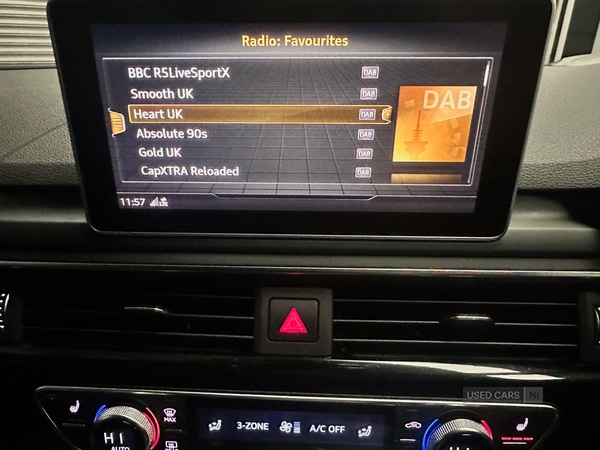 Radio: Favourites
BBC R5LiveSportX DAB
Smooth UK DAB
Heart UK DAB
DAB
Absolute 90s DAB
Gold UK DAB
CapXTRA Reloaded DAB
11:57
USED CARS NI
MAX
3-ZONE A/C OFF
HI
AUTO